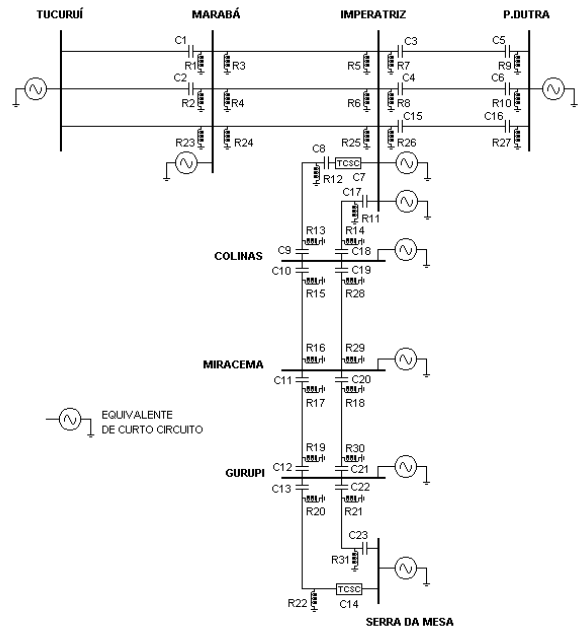 TUCURUÍ MARABÁ IMPERATRIZ P.DUTRA
C1 C3 C5
R1 R3 R5 R7 R9
C2 C4 C6
R2 R4 R6 R8 R10
C15 C16
R23 R24 R25 R26 R27
C8
TCSC
R12 C7
C17
R11
R13 R14
C9 C18
COLINAS
C10 C19
R15 R28
R16 R29
MIRACEMA
C11 C20
R17 R18
EQUIVALENTE
DE CURTO CIRCUITO
R19 R30
C12 C21
GURUPI
C13 C22
R20 R21
C23
R31
TCSC
R22 C14
SERRA DA MESA